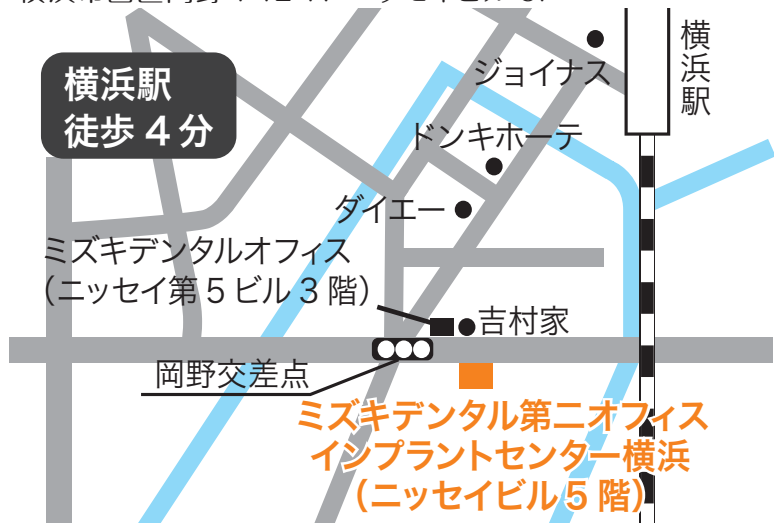 横浜駅
徒歩 4 分
横浜駅
ジョイナス
ドンキホーテ
ダイエー
ミズキデンタルオフィス
(ニッセイ第 5 ビル 3 階)
吉村家
岡野交差点
ミズキデンタル第二オフィス
インプラントセンター横浜
(ニッセイビル 5 階)